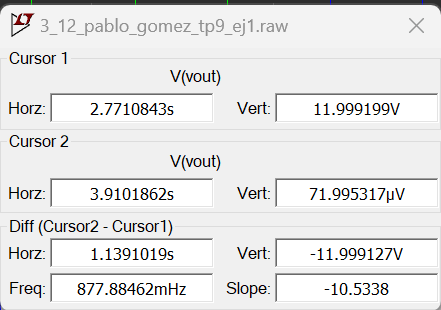 3_12_pablo_gomez_tp9_ej1.raw
Cursor 1
V(vout)
Horz: 2.7710843s Vert: 11.999199V
Cursor 2
V(vout)
Horz: 3.9101862s Vert: 71.995317µV
Diff (Cursor2 - Cursor1)
Horz: 1.1391019s Vert: -11.999127V
Freq: 877.88462mHz Slope: -10.5338